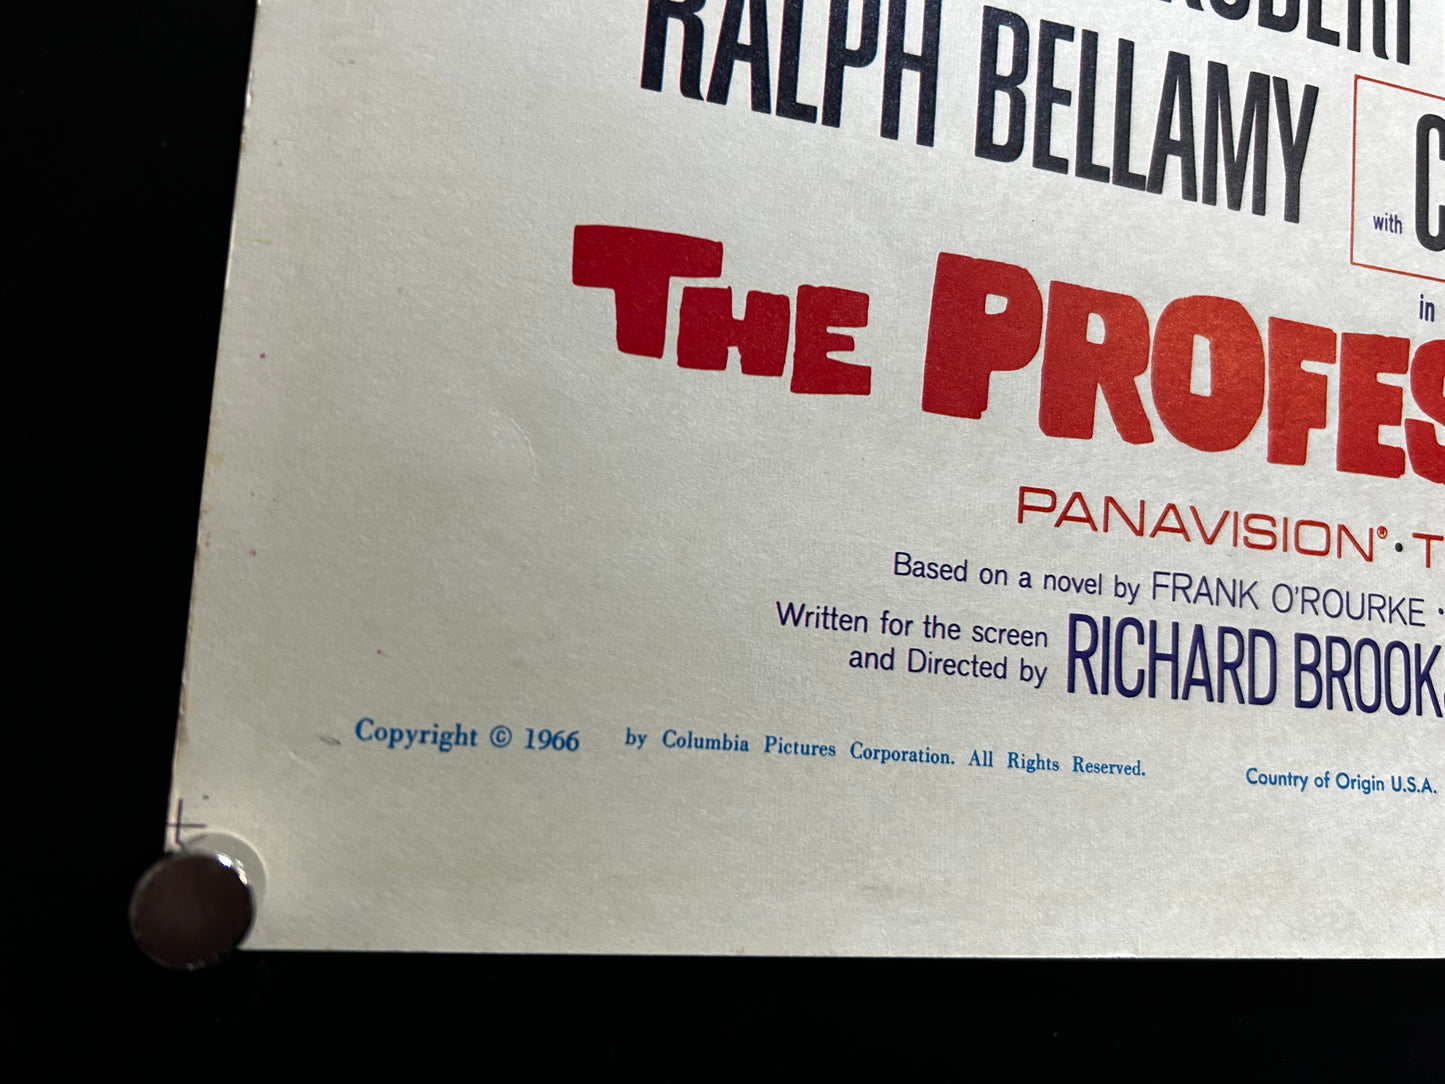 RALPH BELLAMY
with
in
THE PROFES
PANAVISION® · T
Based on a novel by FRANK O'ROURKE ·
Written for the screen
and Directed by RICHARD BROOKS
Copyright © 1966 by Columbia Pictures Corporation. All Rights Reserved.
Country of Origin U.S.A.